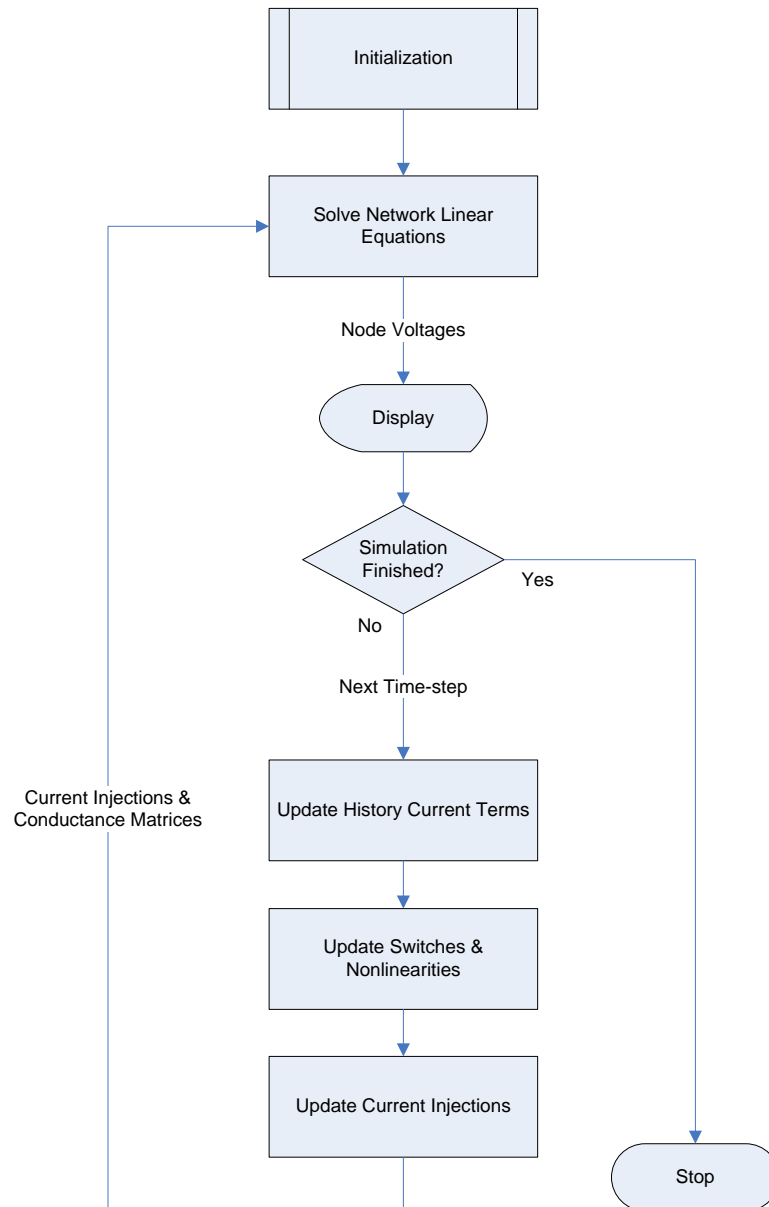 Initialization
Solve Network Linear
Equations
Node Voltages
Display
Simulation
Finished?
Yes
No
Next Time-step
Update History Current Terms
Current Injections &
Conductance Matrices
Update Switches &
Nonlinearities
Update Current Injections
Stop